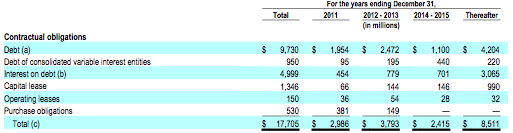 For the years ending December 31,
Total 2011 2012 - 2013 2014 - 2015 Thereafter
(in millions)
Contractual obligations
Debt (a) $ 9,730 $ 1,954 $ 2,472 $ 1,100 $ 4,204
Debt of consolidated variable interest entities 950 95 195 440 220
Interest on debt (b) 4,999 454 779 701 3,065
Capital lease 1,346 66 144 146 990
Operating leases 150 36 54 28 32
Purchase obligations 530 381 149 — —
Total (c) $ 17,705 $ 2,986 $ 3,793 $ 2,415 $ 8,511